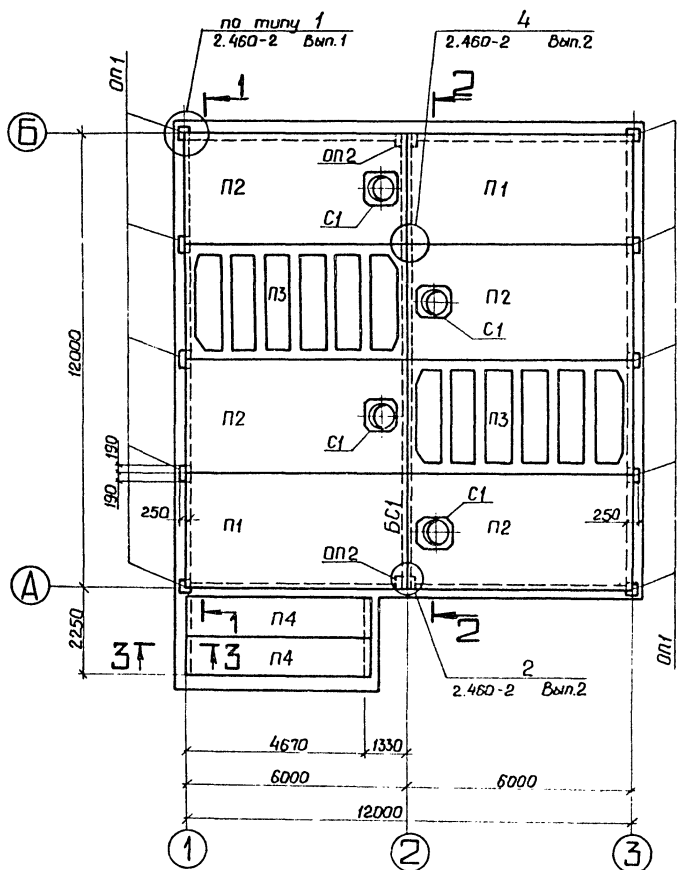 по типу 1
2.460-2 Вып.1
4
2.460-2 Вып.2
ОП1
1
2
Б
ОП2
П2
П1
С1
П3
П2
С1
12000
П2
П3
С1
190
190
С1
250
П1
БС1
П2
250
ОП2
А
2250
1
П4
2
3
3
П4
2
2.460-2 Вып.2
ОП1
4670
1330
6000
6000
12000
1
2
3